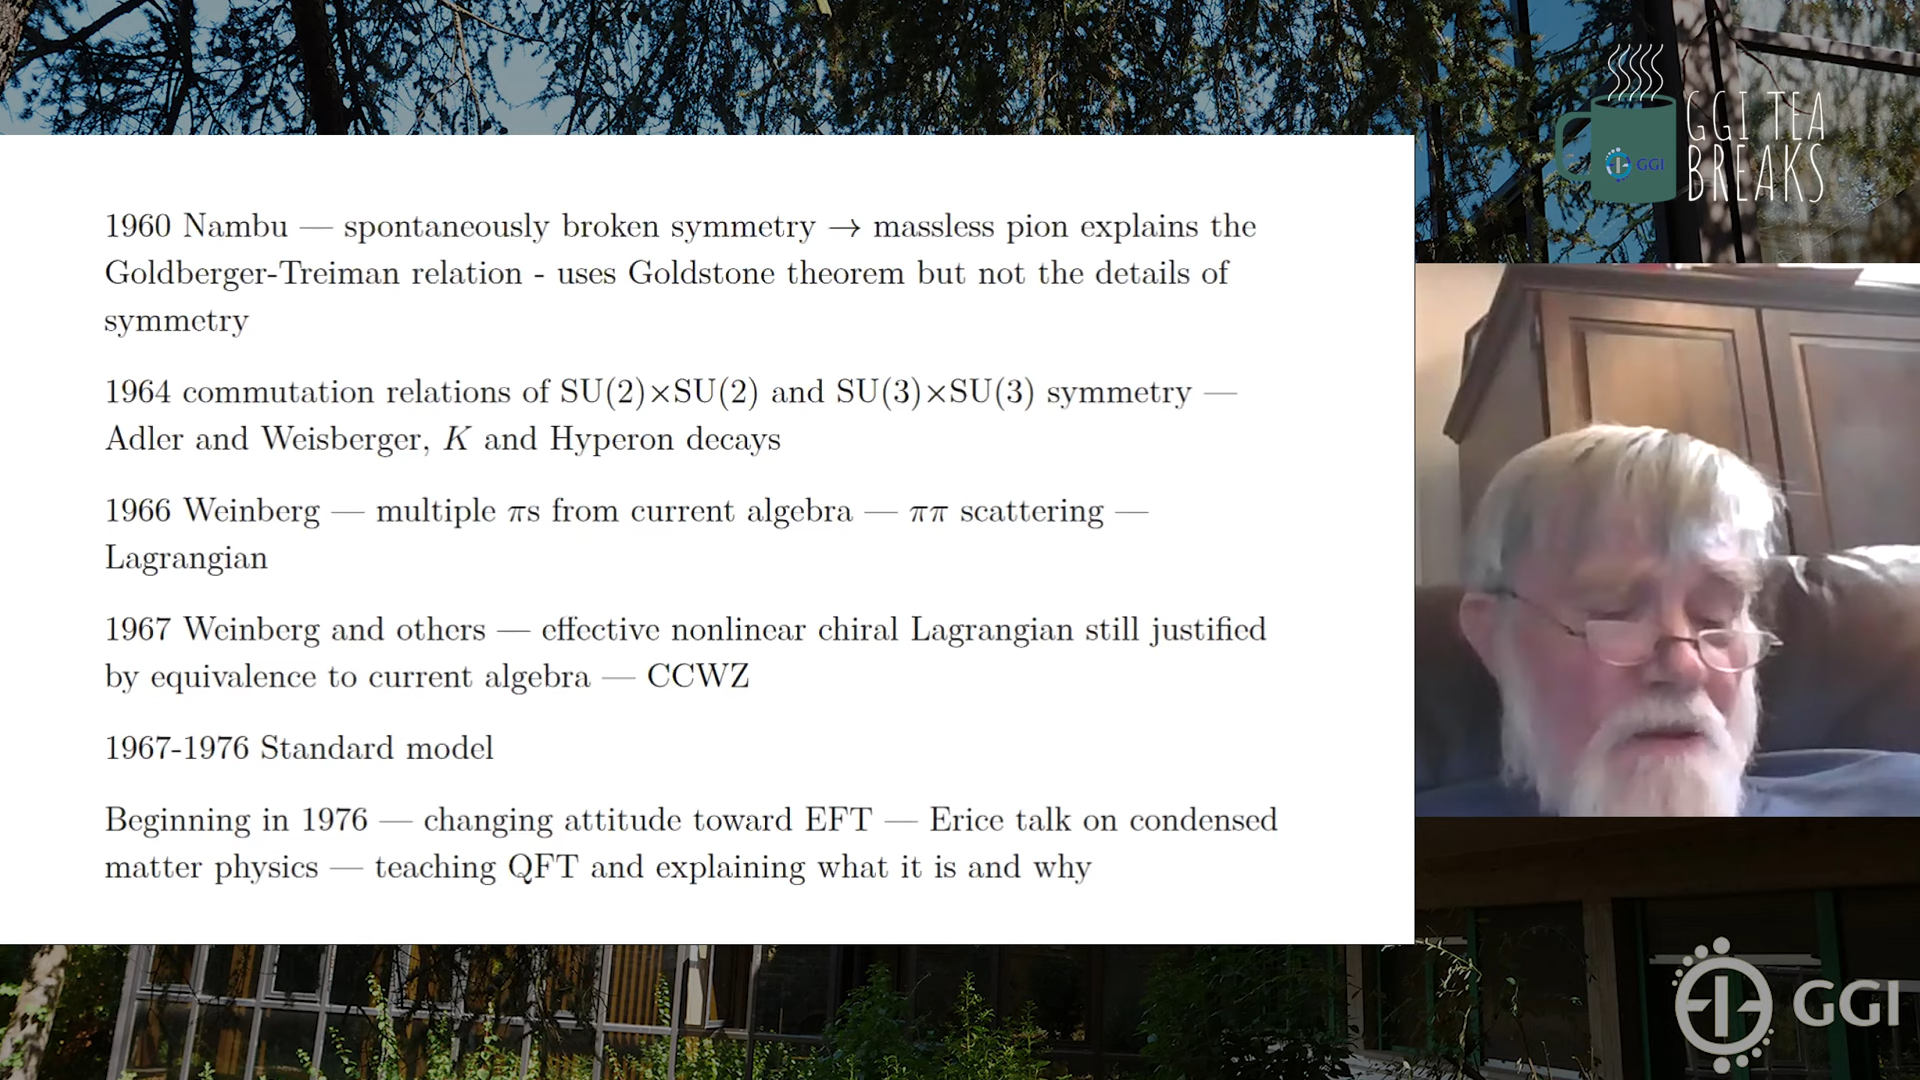 GGI TEA
BREAKS
GGI
1960 Nambu — spontaneously broken symmetry → massless pion explains the
Goldberger-Treiman relation - uses Goldstone theorem but not the details of
symmetry
1964 commutation relations of SU(2)×SU(2) and SU(3)×SU(3) symmetry —
Adler and Weisberger, K and Hyperon decays
1966 Weinberg — multiple πs from current algebra — ππ scattering —
Lagrangian
1967 Weinberg and others — effective nonlinear chiral Lagrangian still justified
by equivalence to current algebra — CCWZ
1967-1976 Standard model
Beginning in 1976 — changing attitude toward EFT — Erice talk on condensed
matter physics — teaching QFT and explaining what it is and why
GGI